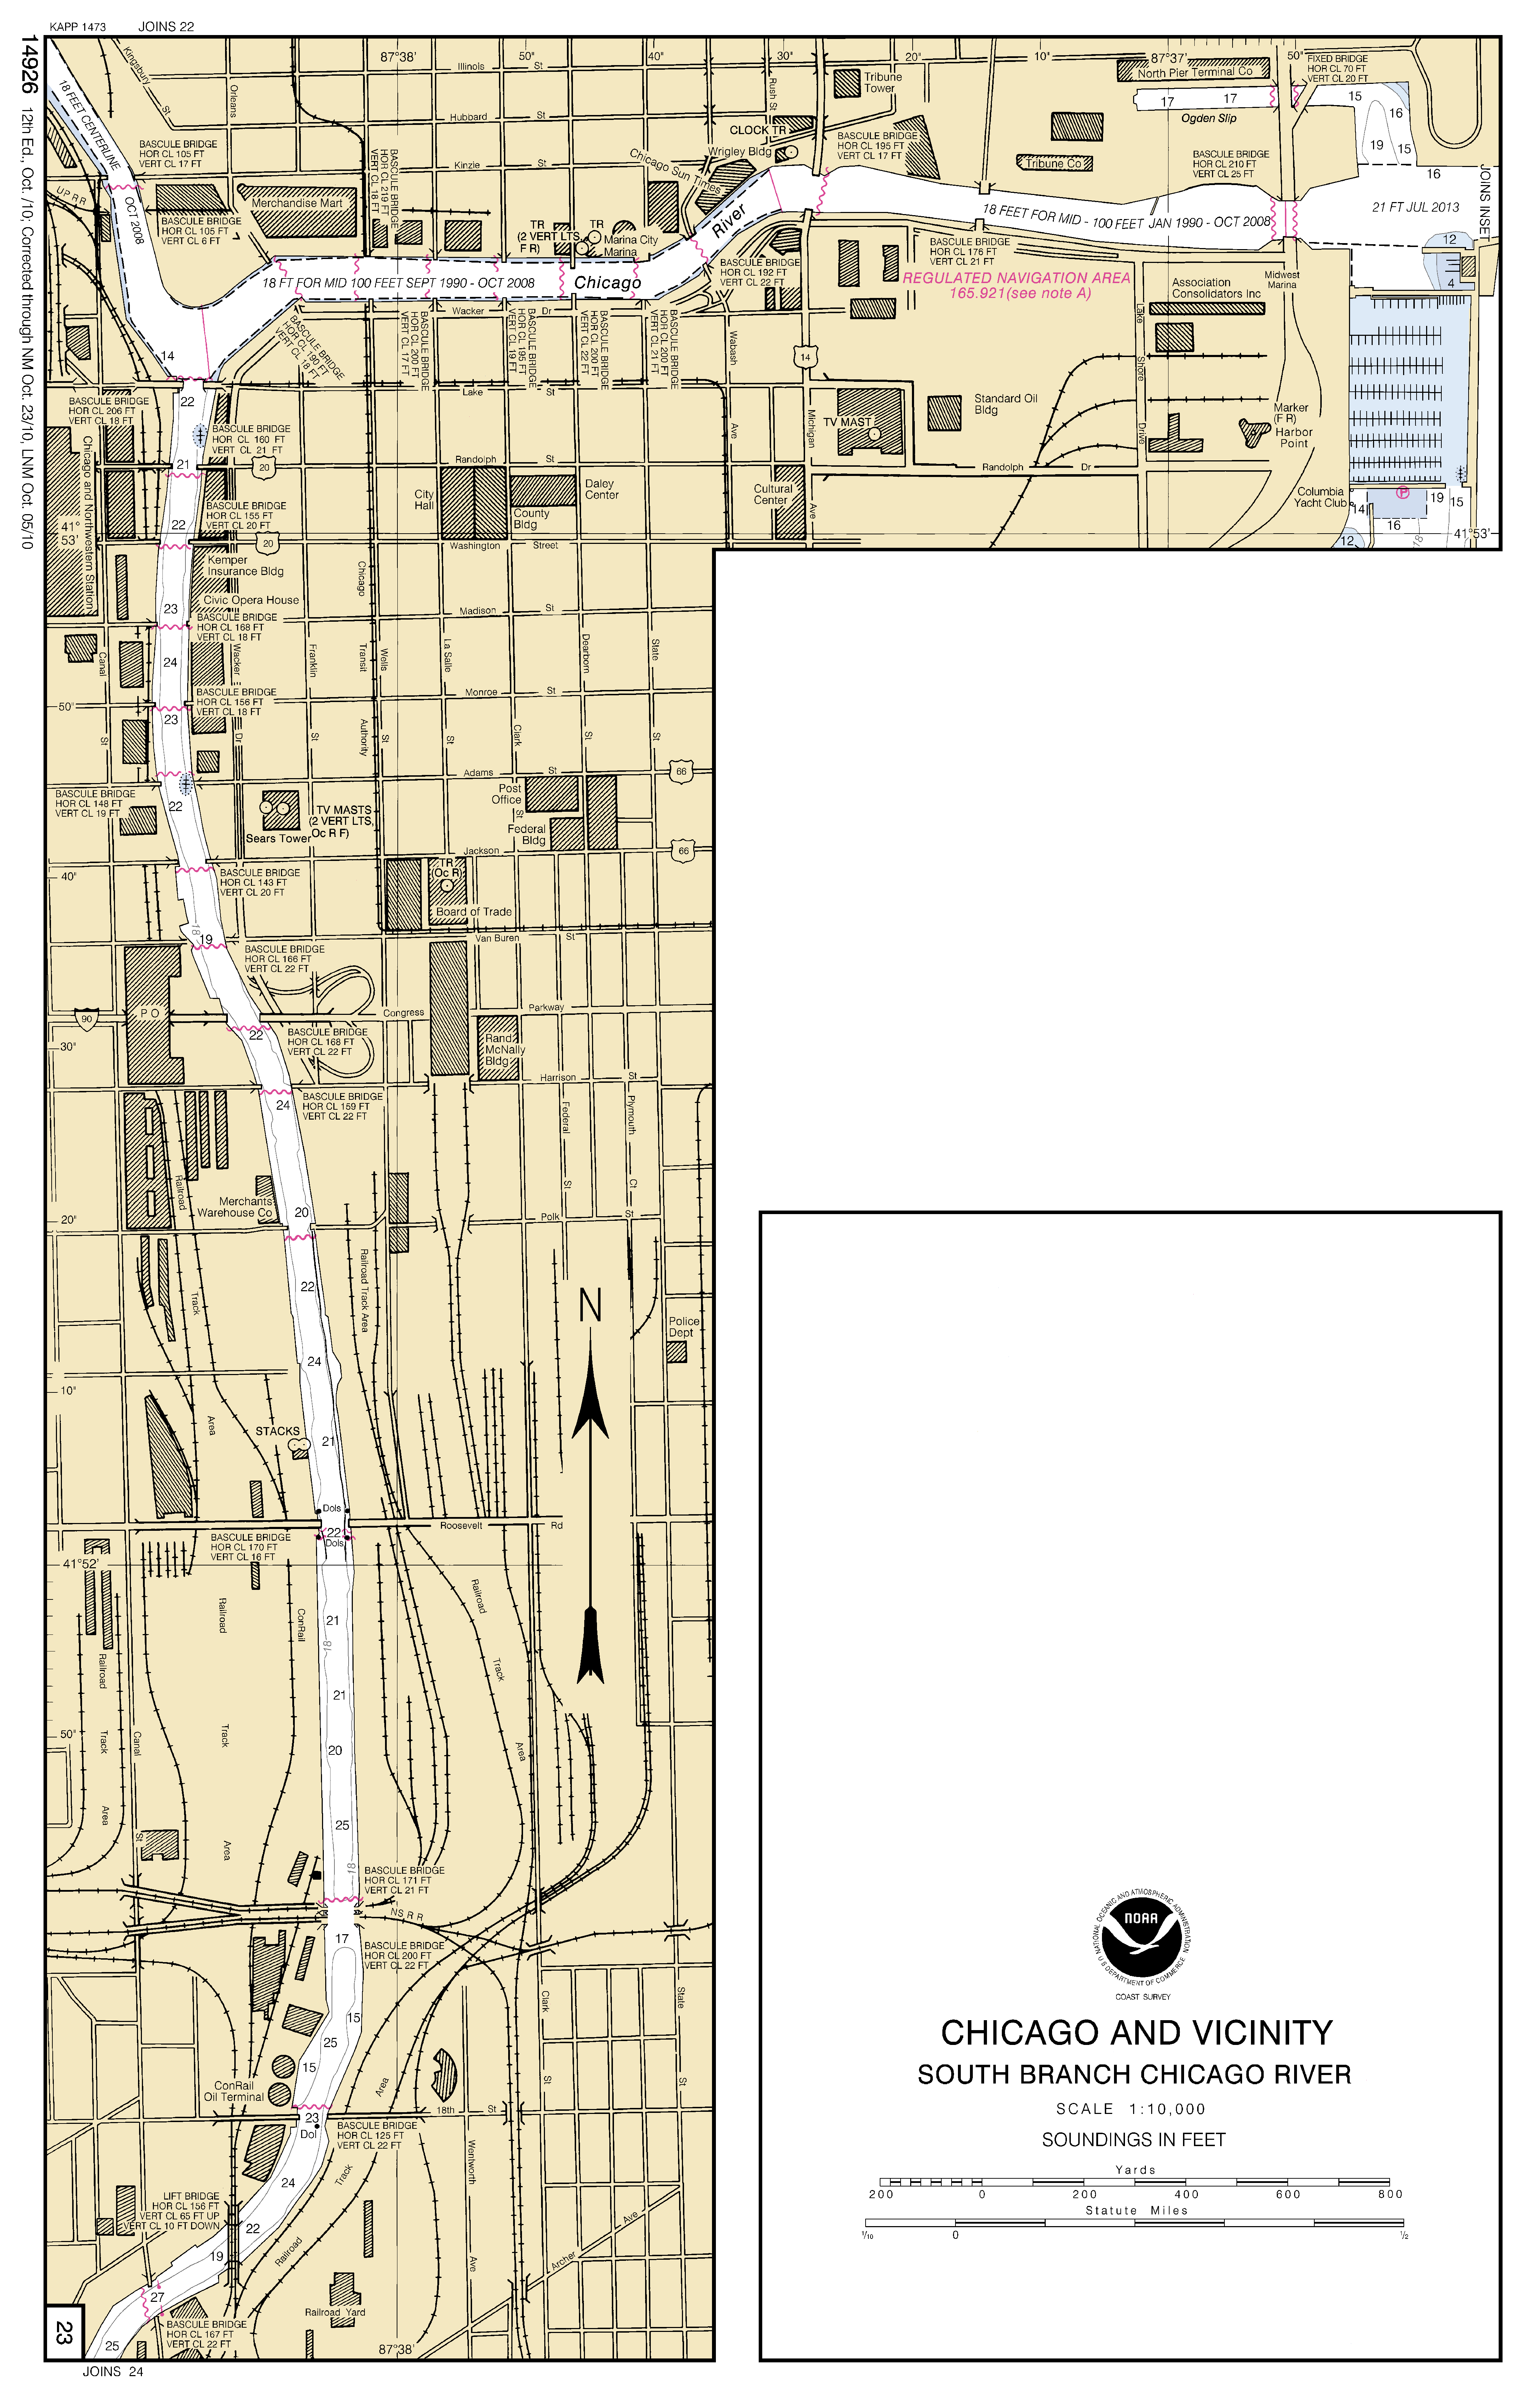 KAPP 1473
JOINS 22
14926
12th Ed., Oct. /10; Corrected through NM Oct. 23/10, LNM Oct. 05/10
87°38'
50"
40"
30"
20"
10"
87°37'
50"
FIXED BRIDGE
HOR CL 70 FT
VERT CL 20 FT
Kingsbury
St
Orleans
Illinois
St
Rush St
Tribune
Tower
North Pier Terminal Co
17
17
15
16
19
15
Ogden Slip
18 FEET CENTERLINE
OCT 2008
Hubbard
St
CLOCK TR
Wrigley Bldg
BASCULE BRIDGE
HOR CL 195 FT
VERT CL 17 FT
Tribune Co
BASCULE BRIDGE
HOR CL 210 FT
VERT CL 25 FT
16
BASCULE BRIDGE
HOR CL 105 FT
VERT CL 17 FT
BASCULE BRIDGE
HOR CL 219 FT
VERT CL 18 FT
Kinzie
St
Chicago Sun Times
UP RR
Merchandise Mart
BASCULE BRIDGE
HOR CL 105 FT
VERT CL 6 FT
TR
(2 VERT LTS,
F R)
TR
Marina City
Marina
River
18 FEET FOR MID - 100 FEET JAN 1990 - OCT 2008
21 FT JUL 2013
JOINS INSET
12
4
BASCULE BRIDGE
HOR CL 176 FT
VERT CL 21 FT
BASCULE BRIDGE
HOR CL 192 FT
VERT CL 22 FT
REGULATED NAVIGATION AREA
165.921(see note A)
Association
Consolidators Inc
Midwest
Marina
18 FT FOR MID 100 FEET SEPT 1990 - OCT 2008
Chicago
Wacker
Dr
BASCULE BRIDGE
HOR CL 190 FT
VERT CL 18 FT
BASCULE BRIDGE
HOR CL 200 FT
VERT CL 17 FT
BASCULE BRIDGE
HOR CL 195 FT
VERT CL 19 FT
BASCULE BRIDGE
HOR CL 200 FT
VERT CL 22 FT
BASCULE BRIDGE
HOR CL 200 FT
VERT CL 21 FT
Wabash
Ave
14
Michigan
Ave
Lake
Shore
Drive
14
Lake
St
22
BASCULE BRIDGE
HOR CL 206 FT
VERT CL 18 FT
BASCULE BRIDGE
HOR CL 160 FT
VERT CL 21 FT
TV MAST
Standard Oil
Bldg
Marker
(F R)
Harbor
Point
21
20
Randolph
St
Randolph
Dr
Chicago and Northwestern Station
City
Hall
County
Bldg
Daley
Center
Cultural
Center
Columbia
Yacht Club
P
14
19
15
16
12
18
41°53'
41°
53'
BASCULE BRIDGE
HOR CL 155 FT
VERT CL 20 FT
22
20
Washington
Street
Kemper
Insurance Bldg
Chicago
Transit
Authority
Civic Opera House
23
BASCULE BRIDGE
HOR CL 168 FT
VERT CL 18 FT
Madison
St
Canal
St
24
Wacker
Dr
Franklin
St
Wells
St
La Salle
St
Clark
St
Dearborn
St
State
St
BASCULE BRIDGE
HOR CL 156 FT
VERT CL 18 FT
Monroe
St
50"
23
Adams
St
66
BASCULE BRIDGE
HOR CL 148 FT
VERT CL 19 FT
22
Sears Tower
TV MASTS
(2 VERT LTS,
Oc R F)
Post
Office
Federal
Bldg
Jackson
66
40"
BASCULE BRIDGE
HOR CL 143 FT
VERT CL 20 FT
TR
(Oc R)
Board of Trade
18
19
Van Buren
St
BASCULE BRIDGE
HOR CL 166 FT
VERT CL 22 FT
90
P O
Congress
Parkway
22
BASCULE BRIDGE
HOR CL 168 FT
VERT CL 22 FT
Rand
McNally
Bldg
30"
Harrison
St
24
BASCULE BRIDGE
HOR CL 159 FT
VERT CL 22 FT
Federal
St
Plymouth
Ct
Railroad
Track
Area
Merchants
Warehouse Co
20
20"
Polk
St
Railroad Track Area
22
N
Police
Dept
24
10"
STACKS
21
Dols
22
Dols
Roosevelt
Rd
BASCULE BRIDGE
HOR CL 170 FT
VERT CL 16 FT
41°52'
Railroad
Track
Area
Canal
St
Railroad
Track
Area
ConRail
21
18
Railroad
Track
Area
21
50"
20
25
18
BASCULE BRIDGE
HOR CL 171 FT
VERT CL 21 FT
NS R R
17
BASCULE BRIDGE
HOR CL 200 FT
VERT CL 22 FT
Clark
St
State
St
15
25
15
ConRail
Oil Terminal
Area
Track
Railroad
18th
St
23
Dol
BASCULE BRIDGE
HOR CL 125 FT
VERT CL 22 FT
Wentworth
Ave
24
LIFT BRIDGE
HOR CL 156 FT
VERT CL 65 FT UP
VERT CL 10 FT DOWN
22
19
Archer
Ave
27
Railroad Yard
BASCULE BRIDGE
HOR CL 167 FT
VERT CL 22 FT
25
87°38'
23
JOINS 24
NATIONAL OCEANIC AND ATMOSPHERIC ADMINISTRATION
NOAA
U S DEPARTMENT OF COMMERCE
COAST SURVEY
CHICAGO AND VICINITY
SOUTH BRANCH CHICAGO RIVER
SCALE 1:10,000
SOUNDINGS IN FEET
Yards
200 0 200 400 600 800
Statute Miles
1/10 0 1/2